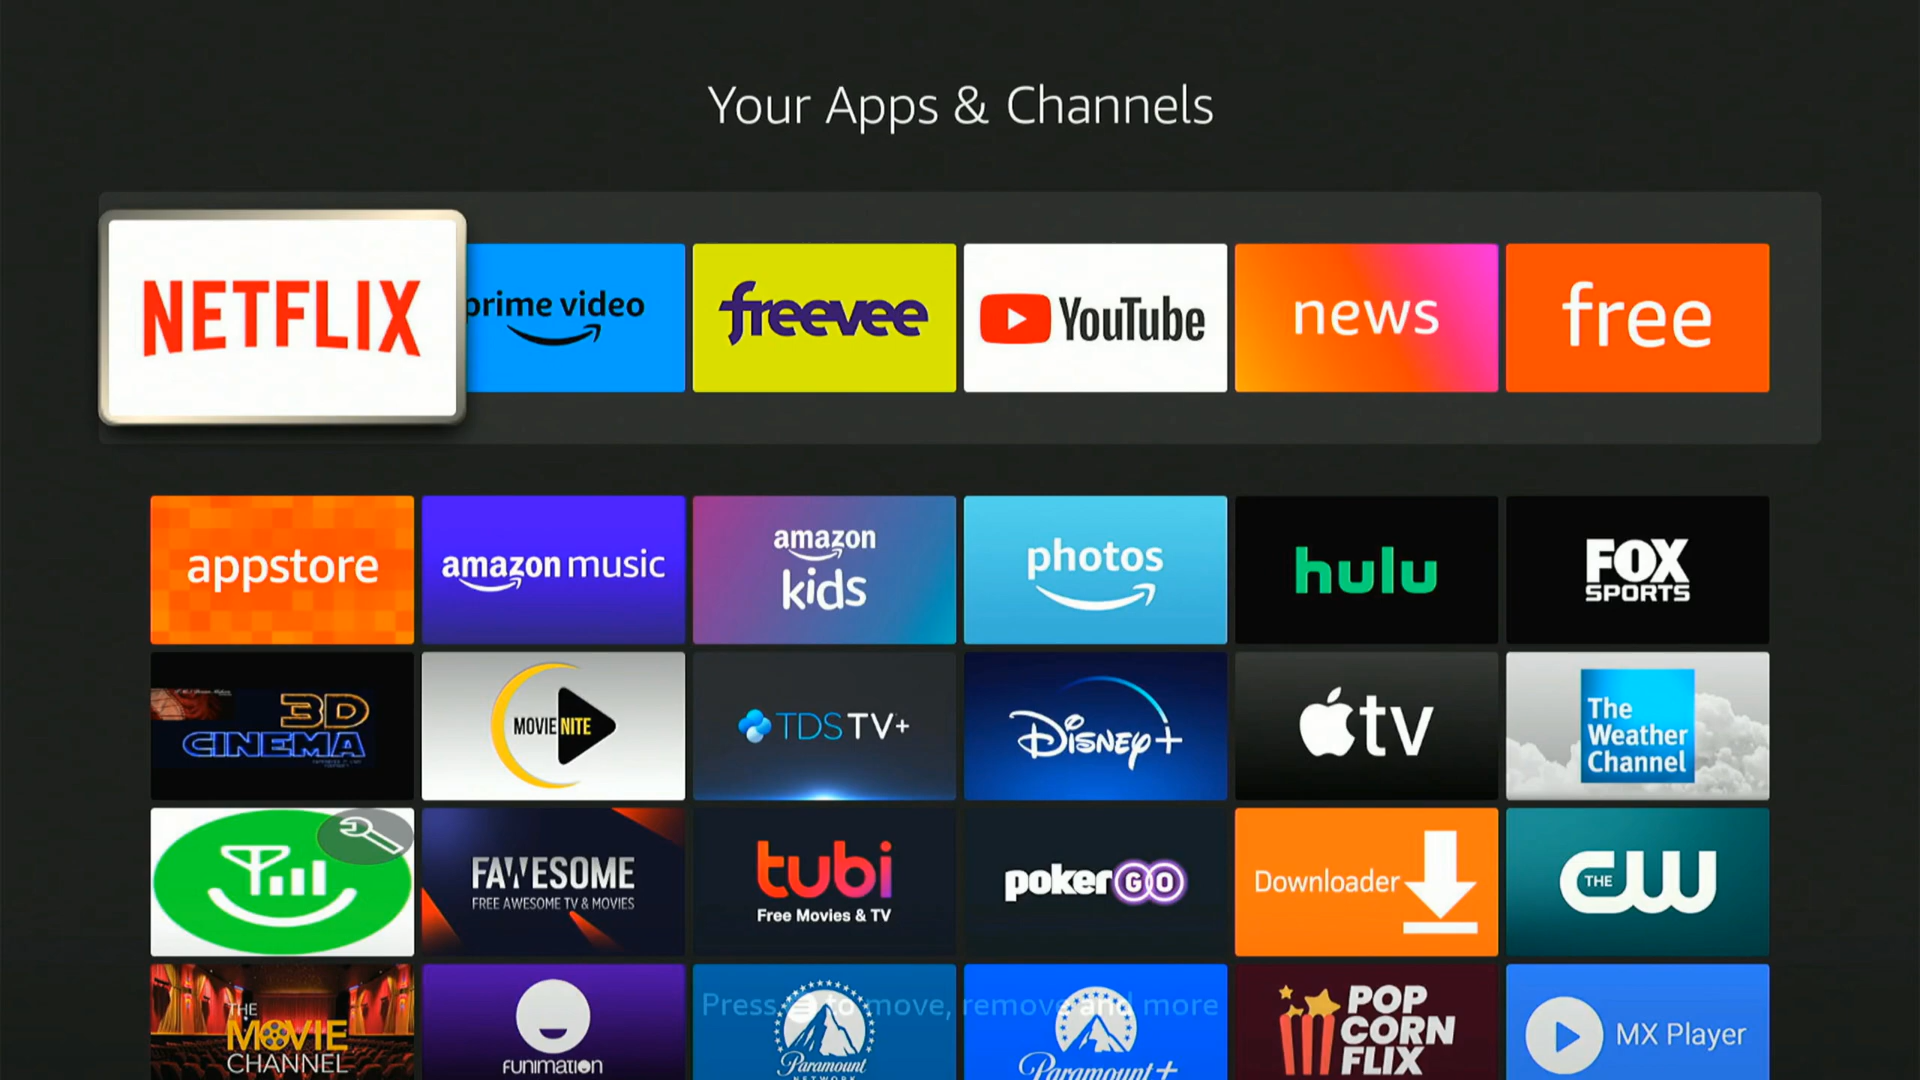 Your Apps & Channels
NETFLIX
prime video
freevee
YouTube
news
free
appstore
amazon music
amazon
kids
photos
hulu
FOX
SPORTS
3D
CINEMA
MOVIE NITE
TDS TV+
Disney+
tv
The
Weather
Channel
FAWESOME
FREE AWESOME TV & MOVIES
tubi
Free Movies & TV
pokerGO
Downloader
THE CW
THE
MOVIE
CHANNEL
FUNIMATION
Press ≡ to move, remove and more
Paramount
NETWORK
Paramount+
POP
CORN
FLIX
MX Player